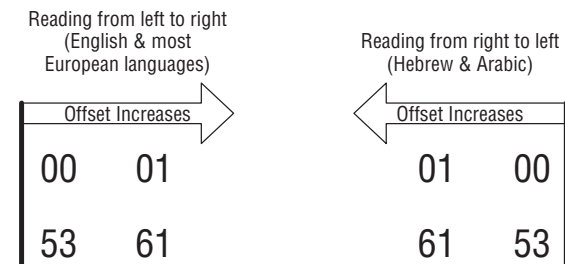 Reading from left to right
(English & most
European languages)
Offset Increases
00 01
53 61
Reading from right to left
(Hebrew & Arabic)
Offset Increases
01 00
61 53